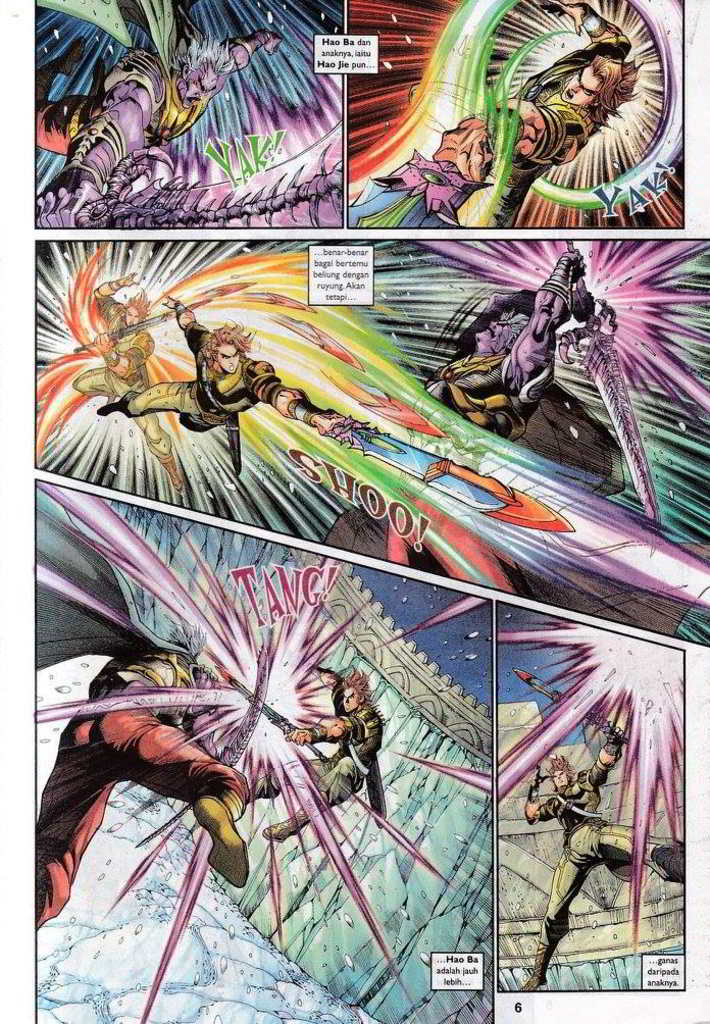 Hao Ba dan
anaknya, iaitu
Hao Jie pun...
YAK!
YAK!
...benar-benar
bagai bertemu
beliung dengan
ruyung. Akan
tetapi...
SHOO!
TANG!
...Hao Ba
adalah jauh
lebih...
...ganas
daripada
anaknya.
6